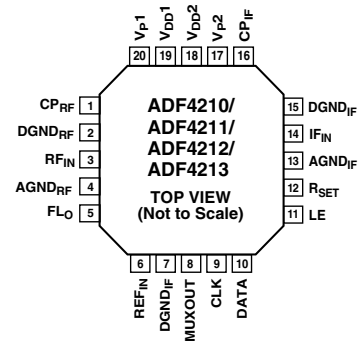 VP1
VDD1
VDD2
VP2
CPIF
20
19
18
17
16
CPRF 1
DGNDRF 2
RFIN 3
AGNDRF 4
FLO 5
ADF4210/
ADF4211/
ADF4212/
ADF4213
TOP VIEW
(Not to Scale)
15 DGNDIF
14 IFIN
13 AGNDIF
12 RSET
11 LE
6
7
8
9
10
REFIN
DGNDIF
MUXOUT
CLK
DATA